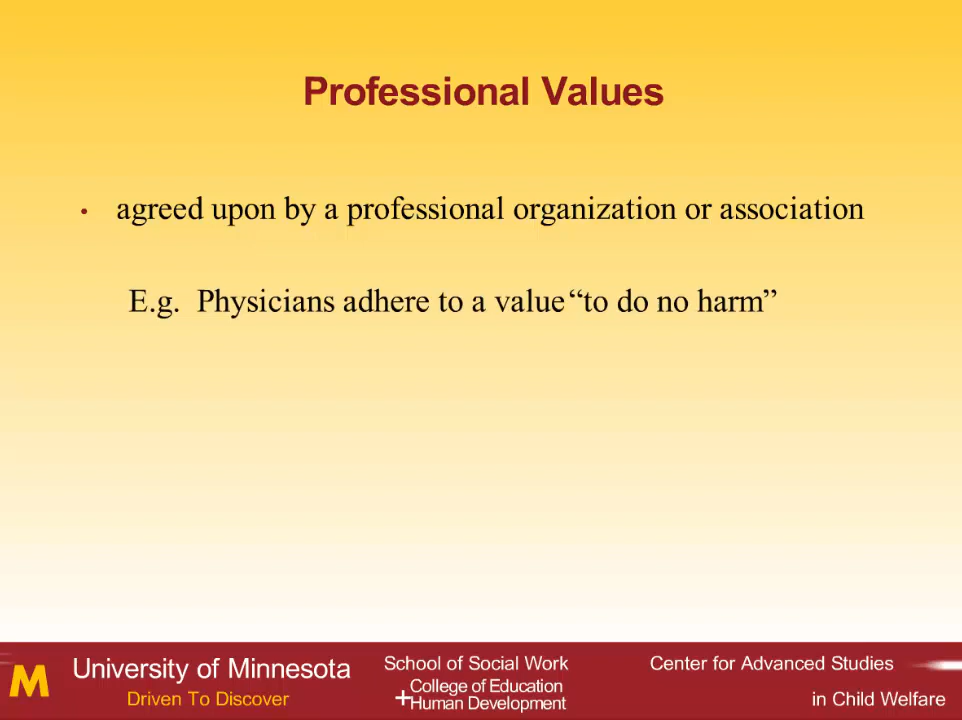 Professional Values
• agreed upon by a professional organization or association
E.g. Physicians adhere to a value “to do no harm”
M University of Minnesota
Driven To Discover
School of Social Work
College of Education
+Human Development
Center for Advanced Studies
in Child Welfare